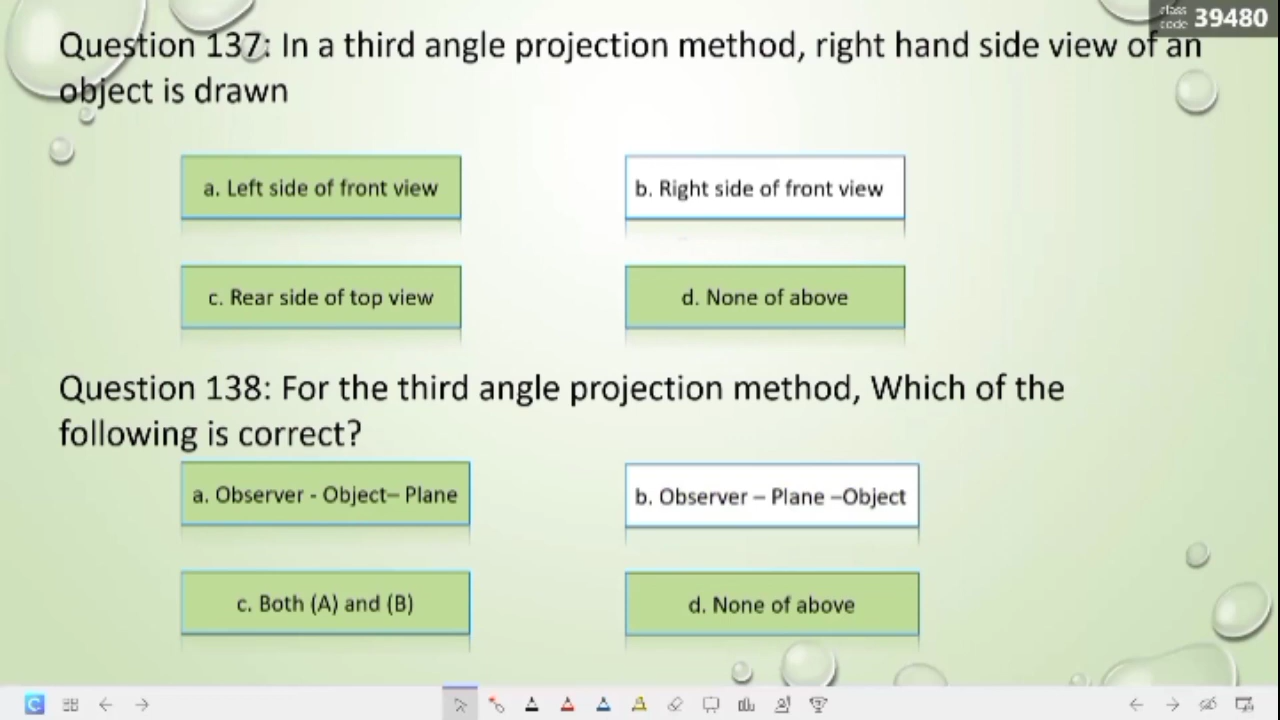 class
code 39480
Question 137: In a third angle projection method, right hand side view of an
object is drawn
a. Left side of front view
b. Right side of front view
c. Rear side of top view
d. None of above
Question 138: For the third angle projection method, Which of the
following is correct?
a. Observer - Object– Plane
b. Observer – Plane –Object
c. Both (A) and (B)
d. None of above